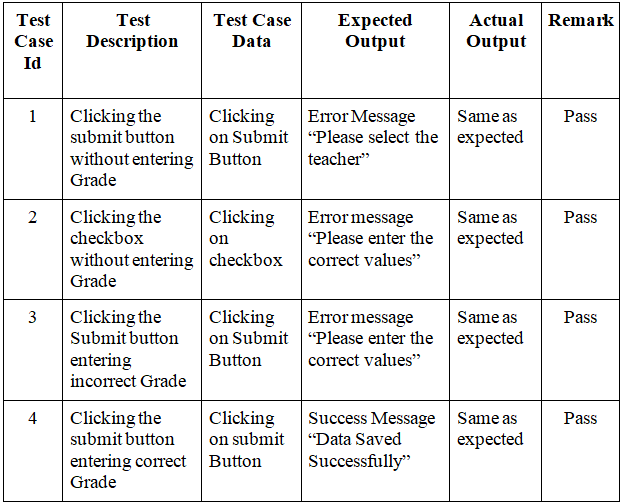 Test Case Id
Test Description
Test Case Data
Expected Output
Actual Output
Remark
1
Clicking the
submit button
without entering
Grade
Clicking
on Submit
Button
Error Message
“Please select the
teacher”
Same as
expected
Pass
2
Clicking the
checkbox
without entering
Grade
Clicking
on
checkbox
Error message
“Please enter the
correct values”
Same as
expected
Pass
3
Clicking the
Submit button
entering
incorrect Grade
Clicking
on Submit
Button
Error message
“Please enter the
correct values”
Same as
expected
Pass
4
Clicking the
submit button
entering correct
Grade
Clicking
on submit
Button
Success Message
“Data Saved
Successfully”
Same as
expected
Pass